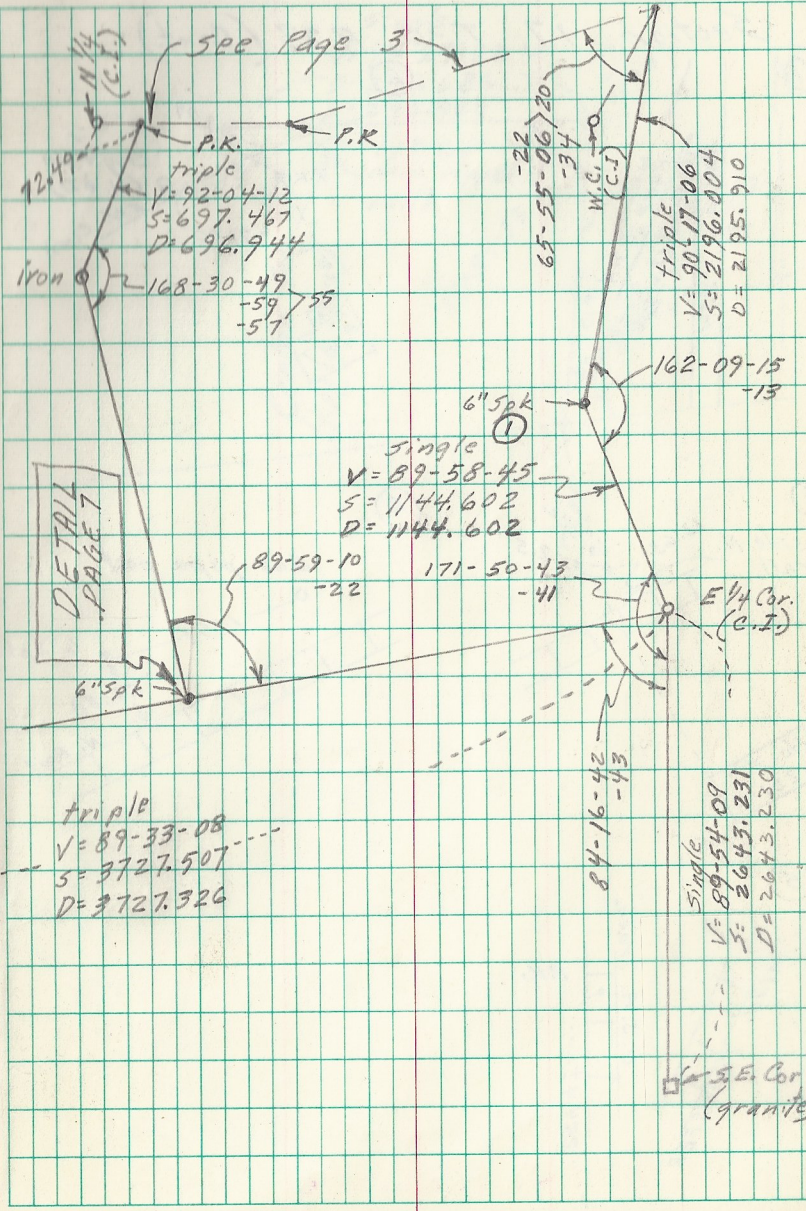 See Page 3
N 1/4
(C.I.)
P.K.
P.K
72.49
triple
V=92-04-12
S=697.467
D=696.944
iron
168-30-49
-59 >55
-57
-22
65-55-06 >20
-34
W.C.
(C.I)
triple
V= 90-17-06
S= 2196.004
D= 2195.910
162-09-15
-13
6" Spk
1
Single
V= 89-58-45
S= 1144.602
D= 1144.602
DETAIL
PAGE 7
89-59-10
-22
171-50-43
-41
E 1/4 Cor.
(C.I.)
6" Spk
84-16-42
-43
triple
V= 89-33-08
S= 3727.507
D= 3727.326
Single
V= 89-54-09
S= 2643.231
D= 2643.230
S.E. Cor
(granite